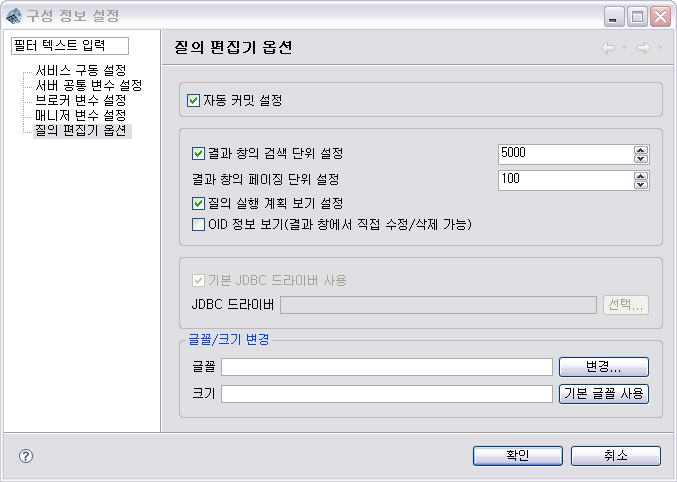 구성 정보 설정
필터 텍스트 입력
서비스 구동 설정
서버 공통 변수 설정
브로커 변수 설정
매니저 변수 설정
질의 편집기 옵션
질의 편집기 옵션
자동 커밋 설정
결과 창의 검색 단위 설정 5000
결과 창의 페이징 단위 설정 100
질의 실행 계획 보기 설정
OID 정보 보기(결과 창에서 직접 수정/삭제 가능)
기본 JDBC 드라이버 사용
JDBC 드라이버 선택...
글꼴/크기 변경
글꼴 변경...
크기 기본 글꼴 사용
? 확인 취소